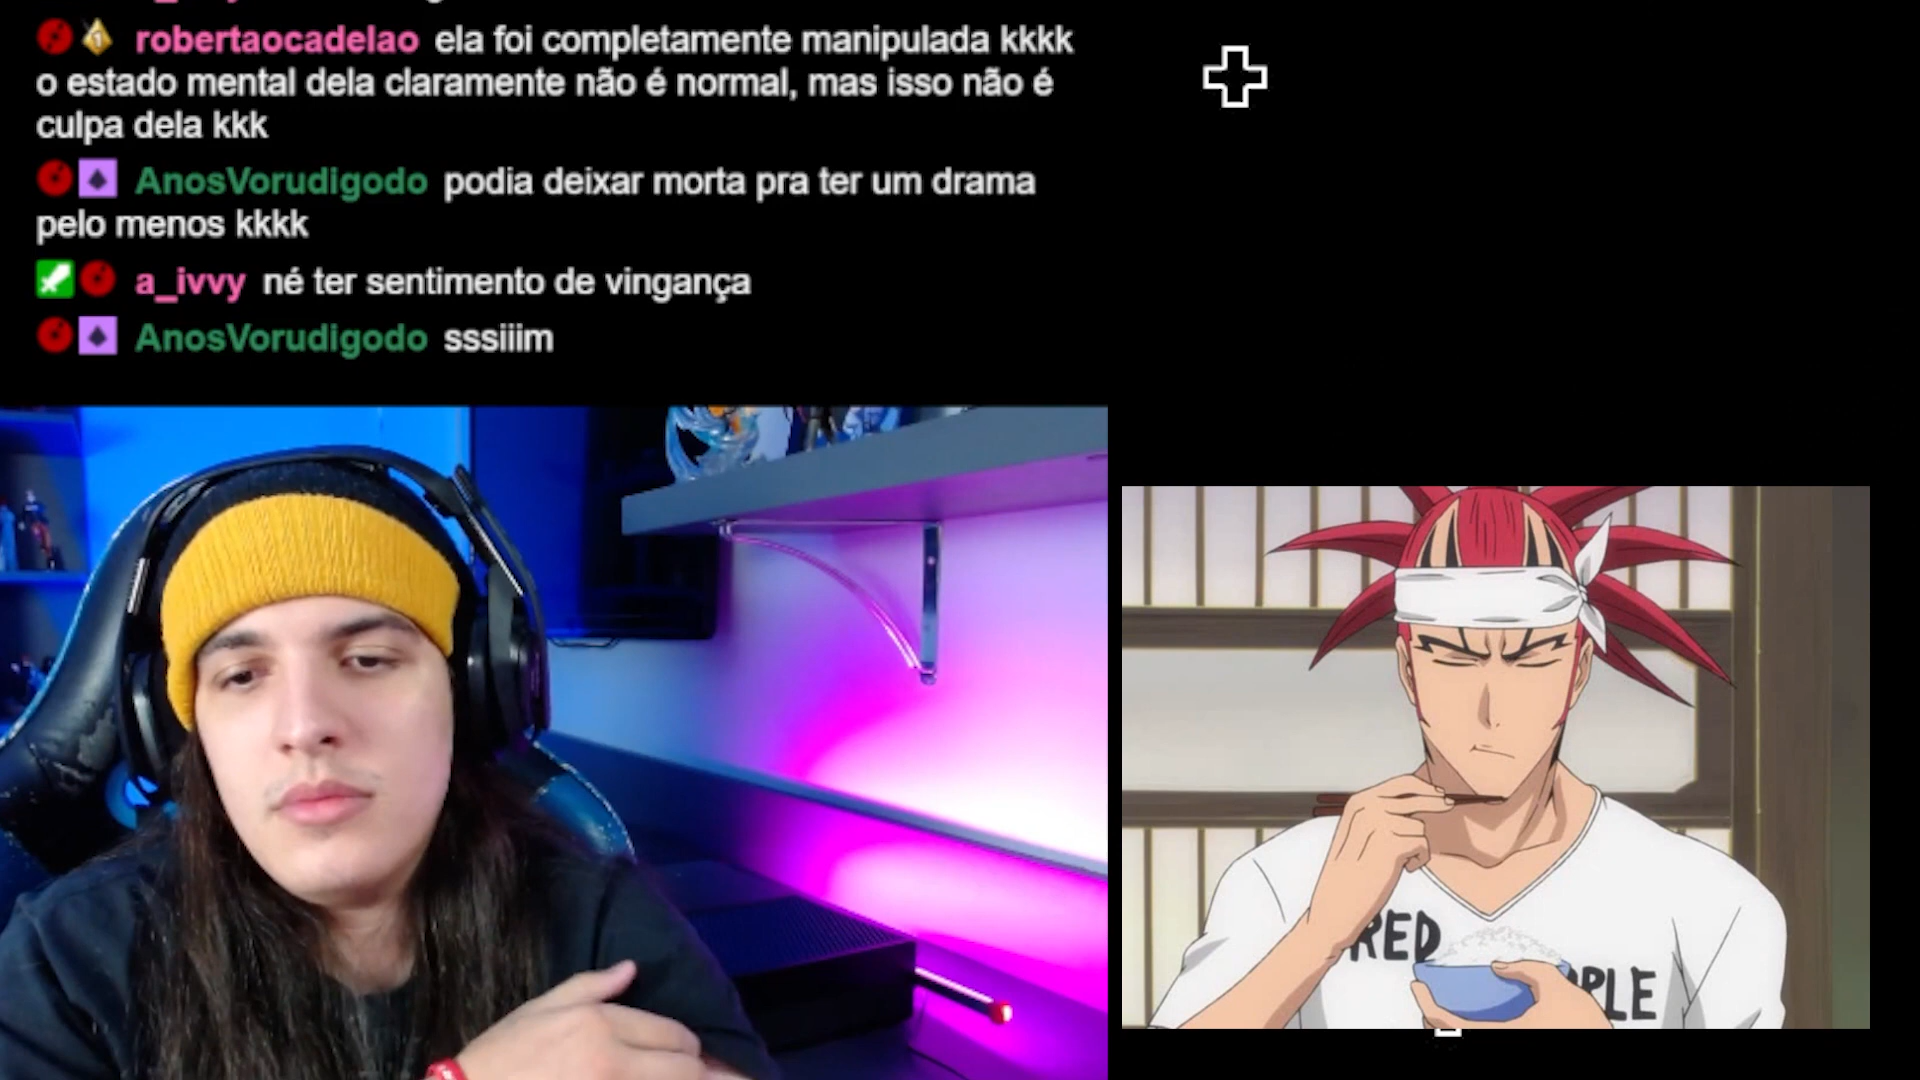 robertaocadelao ela foi completamente manipulada kkkk
o estado mental dela claramente não é normal, mas isso não é
culpa dela kkk
AnosVorudigodo podia deixar morta pra ter um drama
pelo menos kkkk
a_ivvy né ter sentimento de vingança
AnosVorudigodo sssiiim
RED
PLE